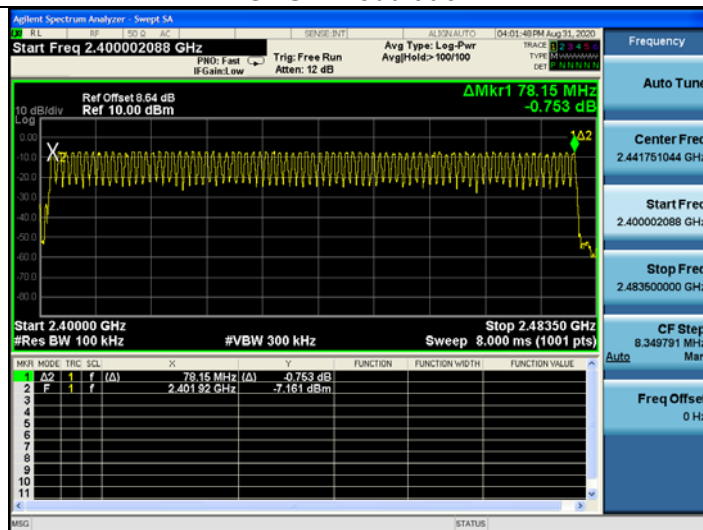 Agilent Spectrum Analyzer - Swept SA
RL RF 50 Ω AC SENSE:INT ALIGN AUTO 04:01:48 PM Aug 31, 2020
Start Freq 2.400002088 GHz
PNO: Fast
IFGain:Low
Trig: Free Run
Atten: 12 dB
Avg Type: Log-Pwr
Avg|Hold:> 100/100
TRACE 1 2 3 4 5 6
TYPE
DET P N N N N N
ΔMkr1 78.15 MHz
-0.753 dB
Ref Offset 8.64 dB
10 dB/div Ref 10.00 dBm
Log
0.00
-10.0
-20.0
-30.0
-40.0
-50.0
-60.0
-70.0
-80.0
X2
1Δ2
Start 2.40000 GHz Stop 2.48350 GHz
#Res BW 100 kHz #VBW 300 kHz Sweep 8.000 ms (1001 pts)
MKR MODE TRC SCL X Y FUNCTION FUNCTION WIDTH FUNCTION VALUE
1 Δ2 1 f (Δ) 78.15 MHz (Δ) -0.753 dB
2 F 1 f 2.401 92 GHz -7.161 dBm
3
4
5
6
7
8
9
10
11
MSG STATUS
Frequency
Auto Tune
Center Freq
2.441751044 GHz
Start Freq
2.400002088 GHz
Stop Freq
2.483500000 GHz
CF Step
8.349791 MHz
Auto Man
Freq Offset
0 Hz